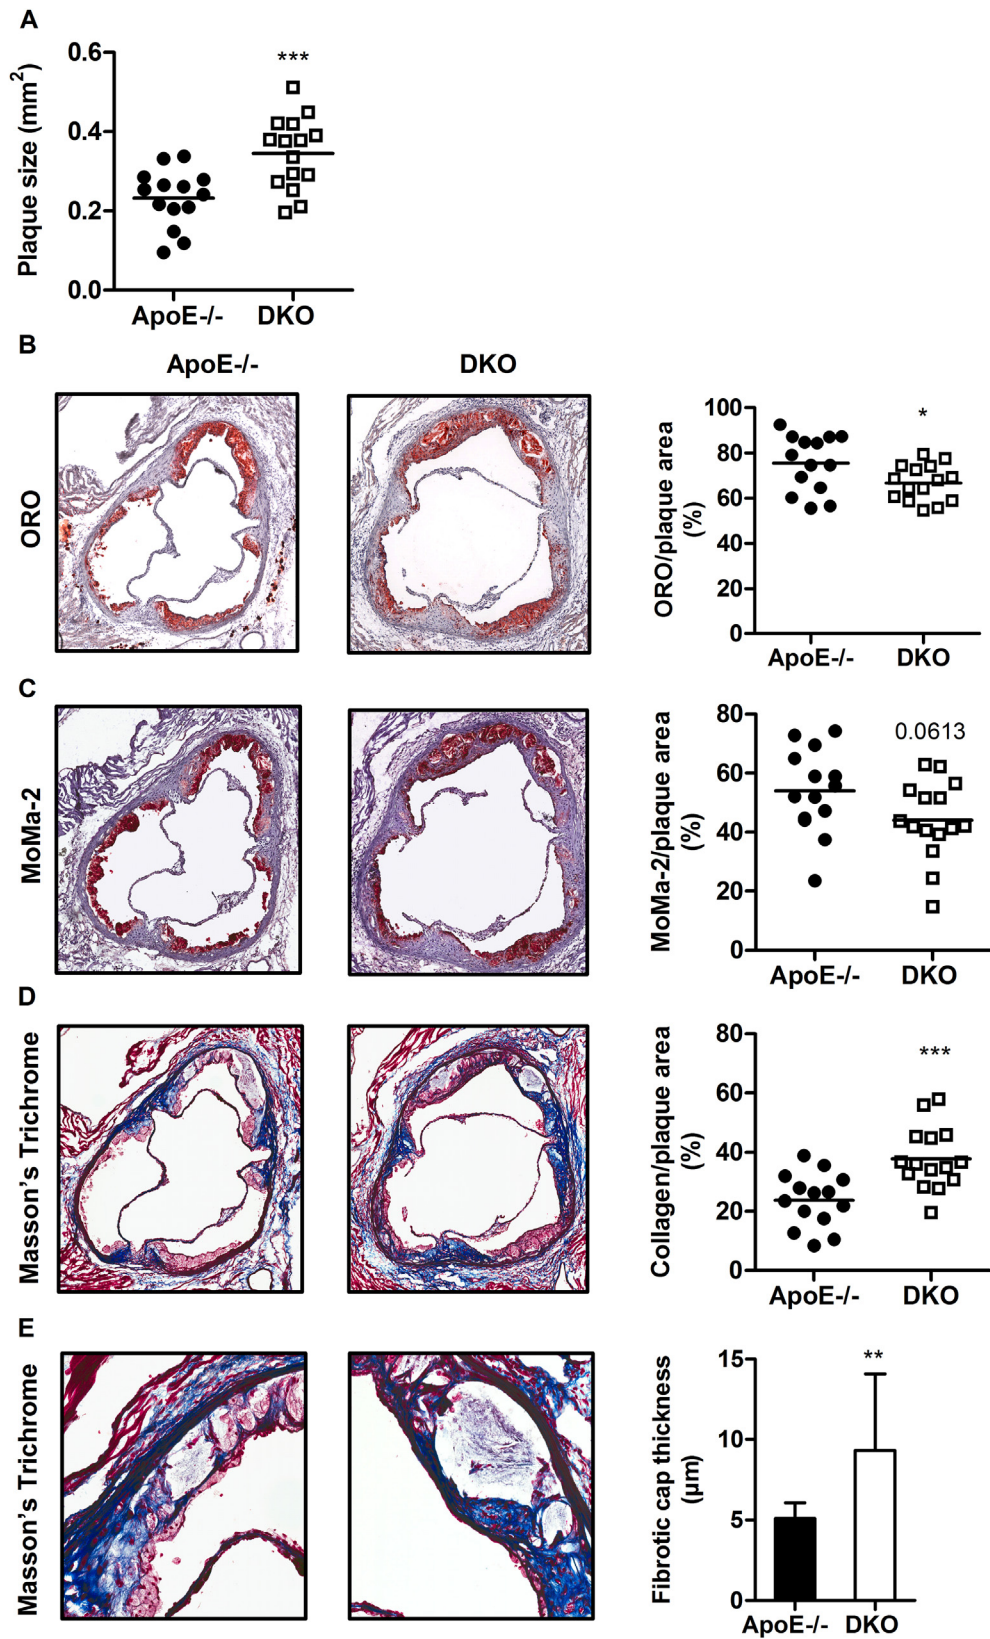 A
Plaque size (mm²)
0.6
0.4
0.2
0.0
***
ApoE-/- DKO
B
ApoE-/- DKO
ORO
ORO/plaque area
(%)
100
80
60
40
20
0
*
ApoE-/- DKO
C
MoMa-2
MoMa-2/plaque area
(%)
80
60
40
20
0
0.0613
ApoE-/- DKO
D
Masson's Trichrome
Collagen/plaque area
(%)
80
60
40
20
0
***
ApoE-/- DKO
E
Masson's Trichrome
Fibrotic cap thickness
(µm)
15
10
5
0
**
ApoE-/- DKO